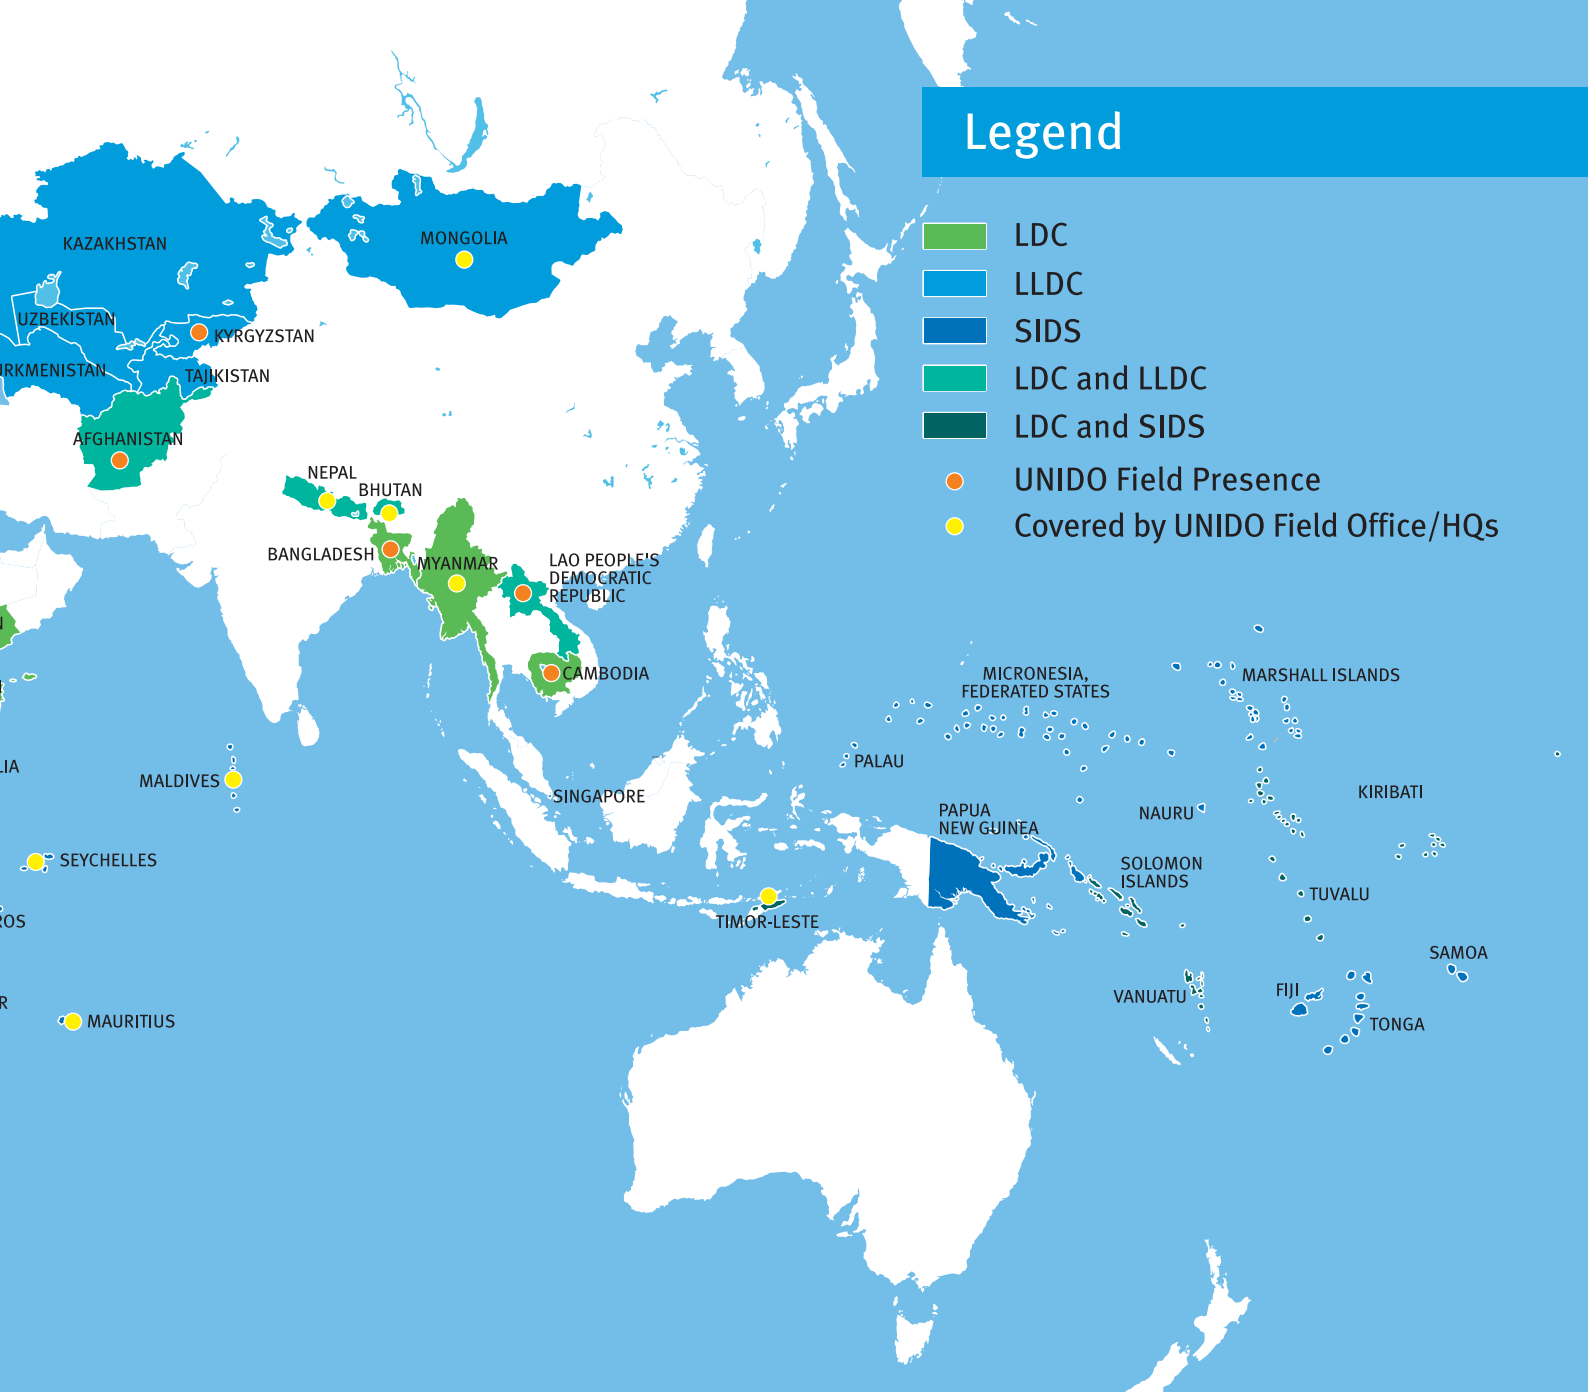 Legend
LDC
LLDC
SIDS
LDC and LLDC
LDC and SIDS
UNIDO Field Presence
Covered by UNIDO Field Office/HQs
KAZAKHSTAN
MONGOLIA
UZBEKISTAN
KYRGYZSTAN
RKMENISTAN
TAJIKISTAN
AFGHANISTAN
NEPAL
BHUTAN
BANGLADESH
MYANMAR
LAO PEOPLE'S
DEMOCRATIC
REPUBLIC
CAMBODIA
N
MICRONESIA,
FEDERATED STATES
MARSHALL ISLANDS
LIA
MALDIVES
PALAU
SINGAPORE
KIRIBATI
PAPUA
NEW GUINEA
NAURU
SEYCHELLES
SOLOMON
ISLANDS
TUVALU
ROS
TIMOR-LESTE
SAMOA
R
VANUATU
FIJI
MAURITIUS
TONGA